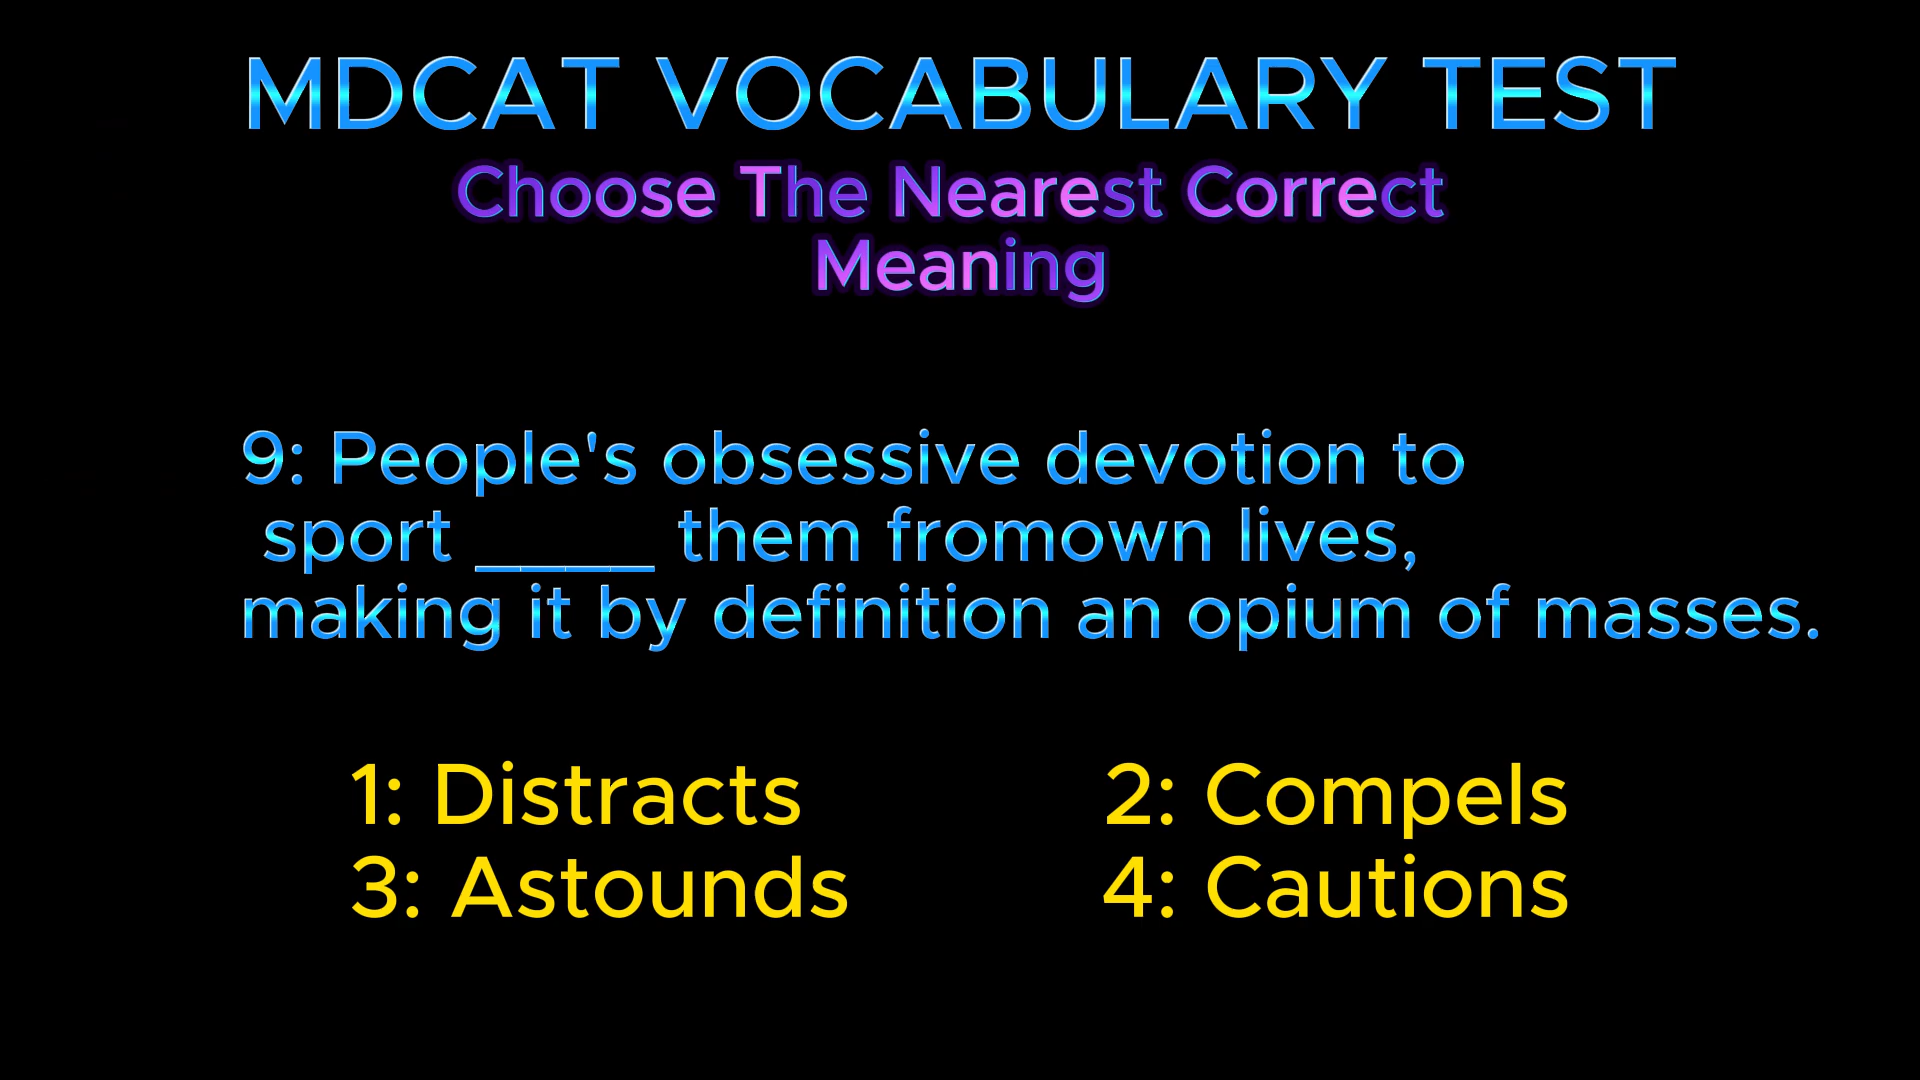 MDCAT VOCABULARY TEST
Choose The Nearest Correct
Meaning
9: People's obsessive devotion to
sport ____ them fromown lives,
making it by definition an opium of masses.
1: Distracts 2: Compels
3: Astounds 4: Cautions